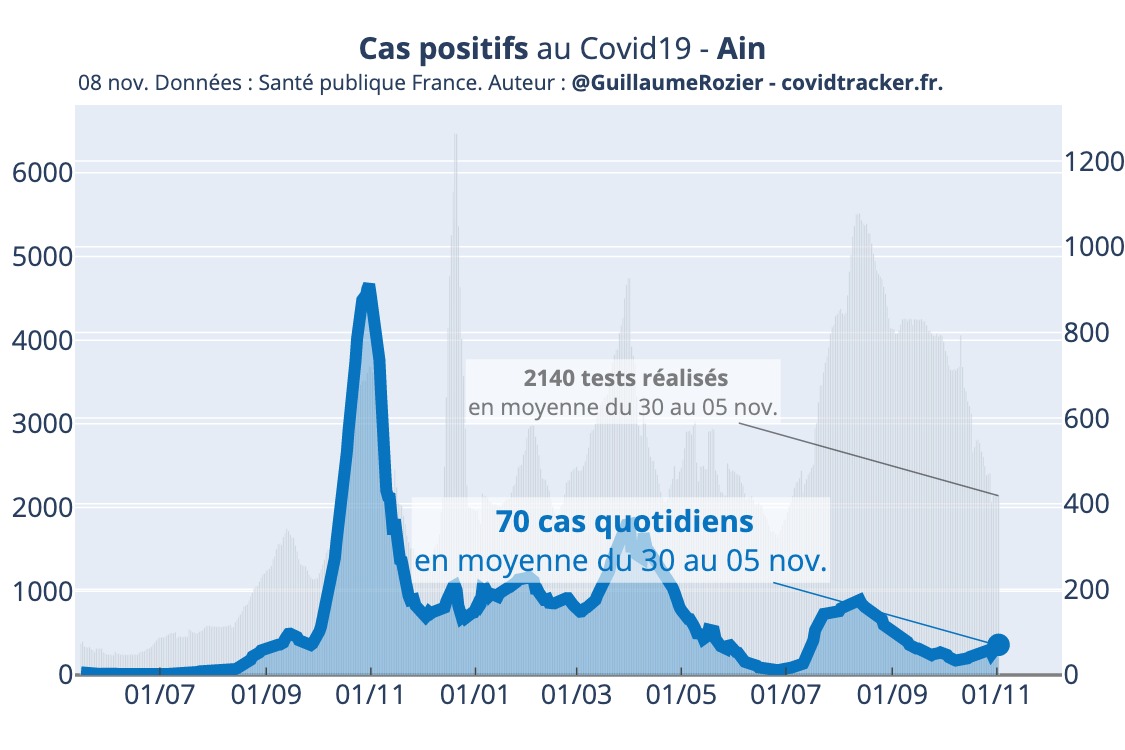 Cas positifs au Covid19 - Ain
08 nov. Données : Santé publique France. Auteur : @GuillaumeRozier - covidtracker.fr.
6000
5000
4000
3000
2000
1000
0
1200
1000
800
600
400
200
0
2140 tests réalisés
en moyenne du 30 au 05 nov.
70 cas quotidiens
en moyenne du 30 au 05 nov.
01/07 01/09 01/11 01/01 01/03 01/05 01/07 01/09 01/11